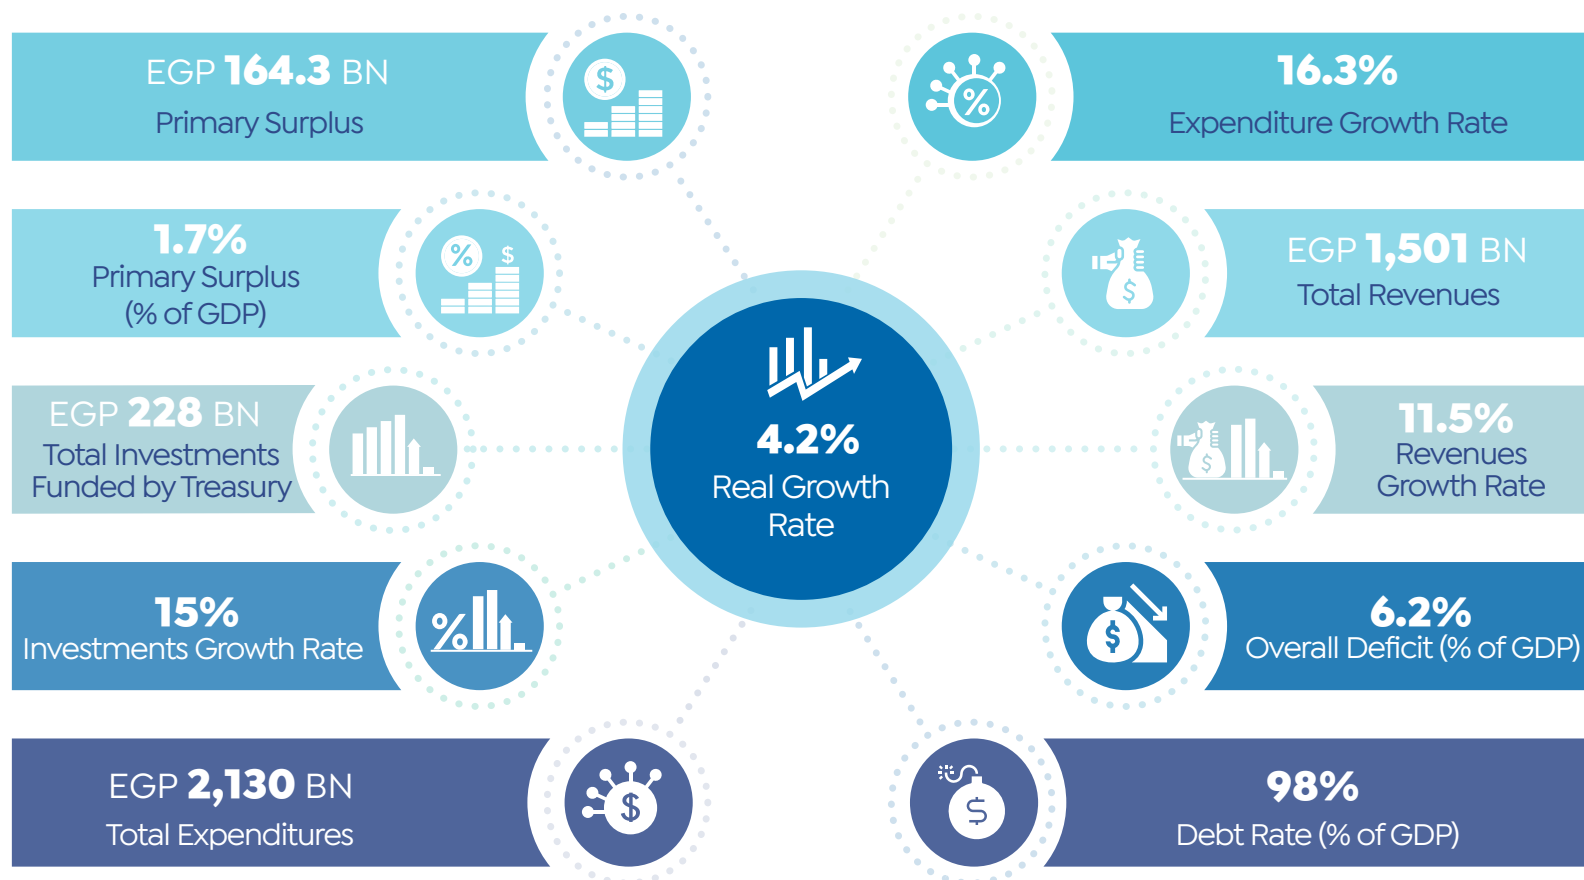 EGP 164.3 BN
Primary Surplus
1.7%
Primary Surplus
(% of GDP)
EGP 228 BN
Total Investments
Funded by Treasury
15%
Investments Growth Rate
EGP 2,130 BN
Total Expenditures
4.2%
Real Growth
Rate
16.3%
Expenditure Growth Rate
EGP 1,501 BN
Total Revenues
11.5%
Revenues
Growth Rate
6.2%
Overall Deficit (% of GDP)
98%
Debt Rate (% of GDP)